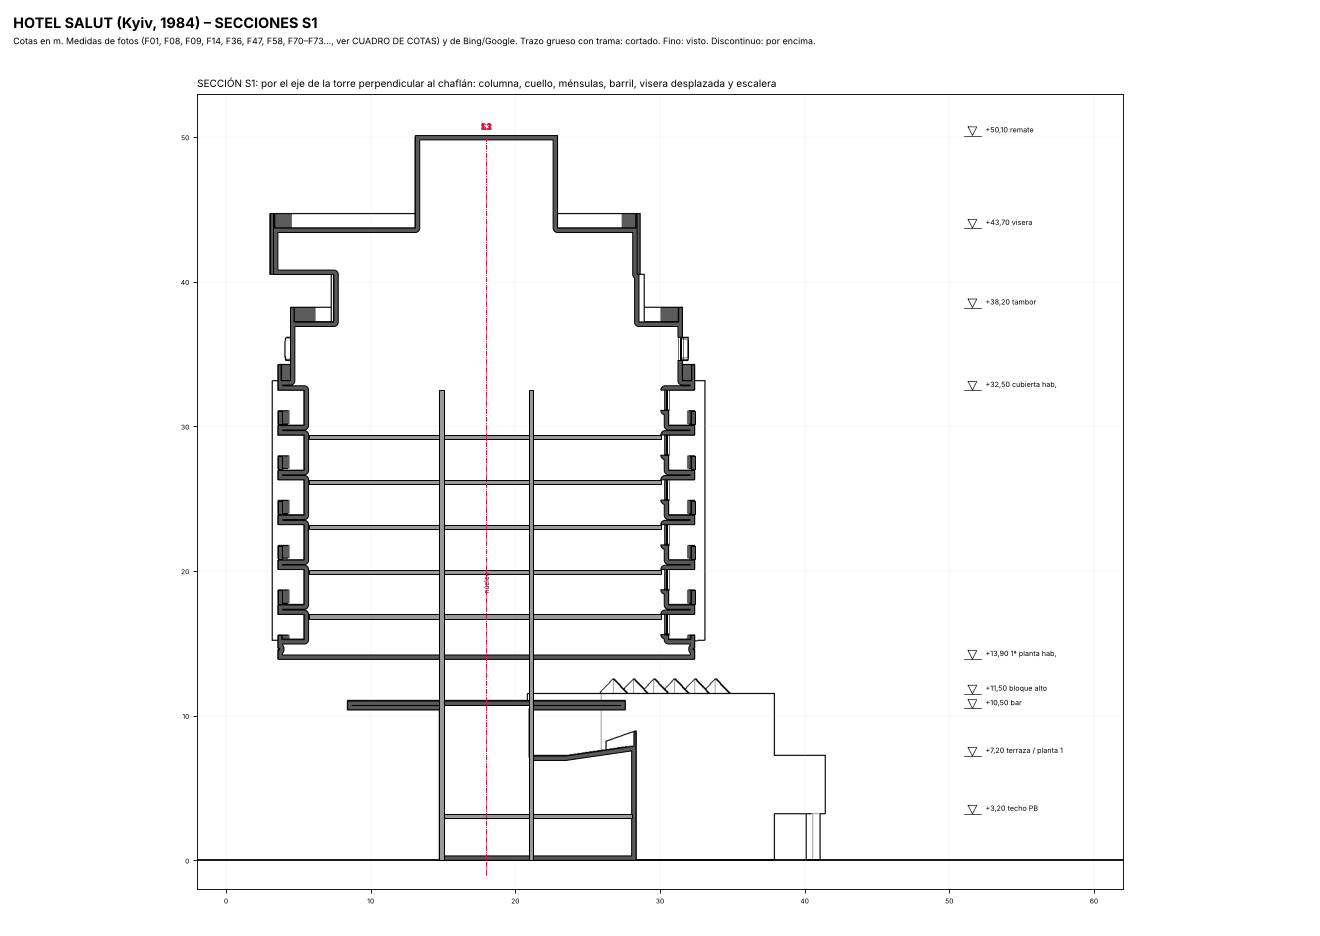 HOTEL SALUT (Kyiv, 1984) – SECCIONES S1
Cotas en m. Medidas de fotos (F01, F08, F09, F14, F36, F47, F58, F70–F73..., ver CUADRO DE COTAS) y de Bing/Google. Trazo grueso con trama: cortado. Fino: visto. Discontinuo: por encima.
SECCIÓN S1: por el eje de la torre perpendicular al chaflán: columna, cuello, ménsulas, barril, visera desplazada y escalera
+50,10 remate
+43,70 visera
+38,20 tambor
+32,50 cubierta hab,
núcleo
+13,90 1ª planta hab,
+11,50 bloque alto
+10,50 bar
+7,20 terraza / planta 1
+3,20 techo PB
50
40
30
20
10
0
0 10 20 30 40 50 60